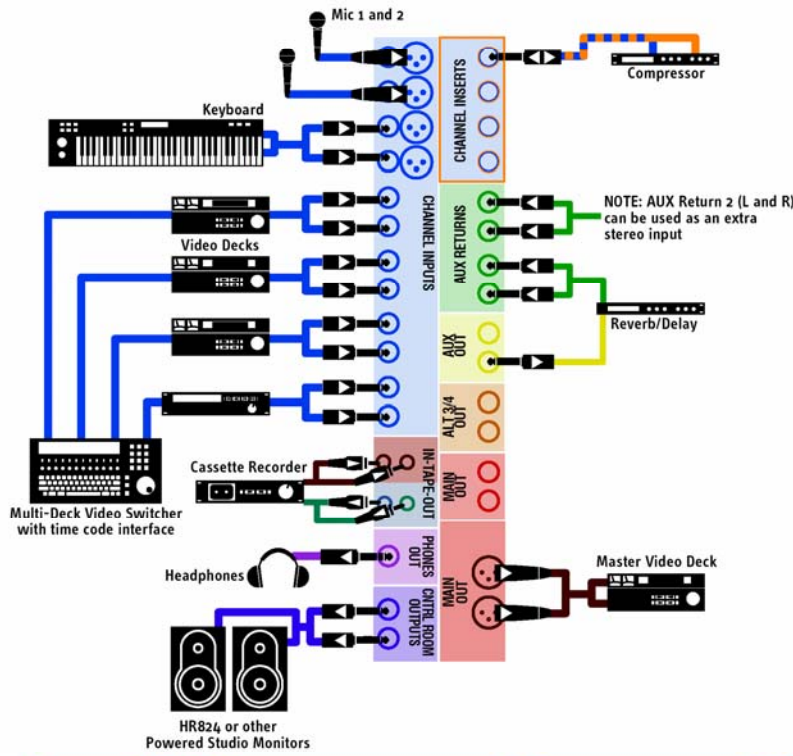 Mic 1 and 2
Compressor
Keyboard
CHANNEL INSERTS
NOTE: AUX Return 2 (L and R)
can be used as an extra
stereo input
Video Decks
CHANNEL INPUTS
AUX RETURNS
Reverb/Delay
AUX
OUT
ALT 3/4
OUT
Multi-Deck Video Switcher
with time code interface
Cassette Recorder
IN-TAPE-OUT
MAIN
OUT
Headphones
PHONES
OUT
Master Video Deck
MAIN
OUT
CNTRL ROOM
OUTPUTS
HR824 or other
Powered Studio Monitors